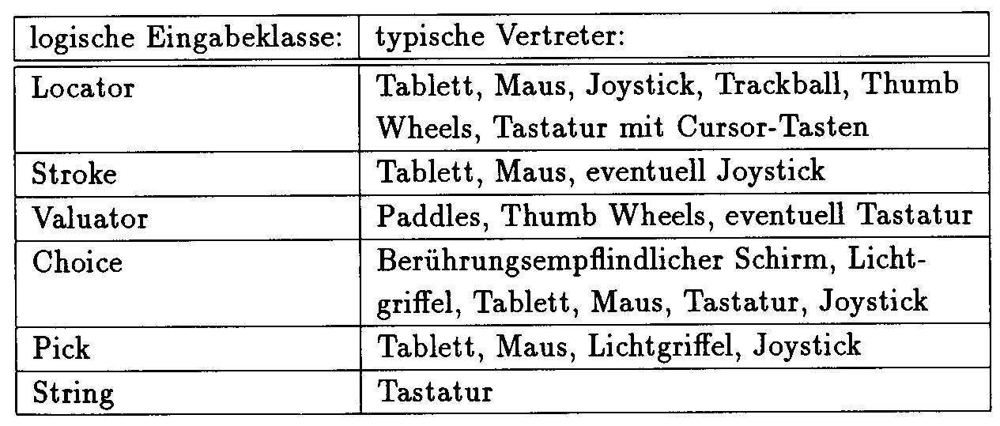 logische Eingabeklasse: typische Vertreter:
Locator Tablett, Maus, Joystick, Trackball, Thumb
Wheels, Tastatur mit Cursor-Tasten
Stroke Tablett, Maus, eventuell Joystick
Valuator Paddles, Thumb Wheels, eventuell Tastatur
Choice Berührungsempflindlicher Schirm, Licht-
griffel, Tablett, Maus, Tastatur, Joystick
Pick Tablett, Maus, Lichtgriffel, Joystick
String Tastatur